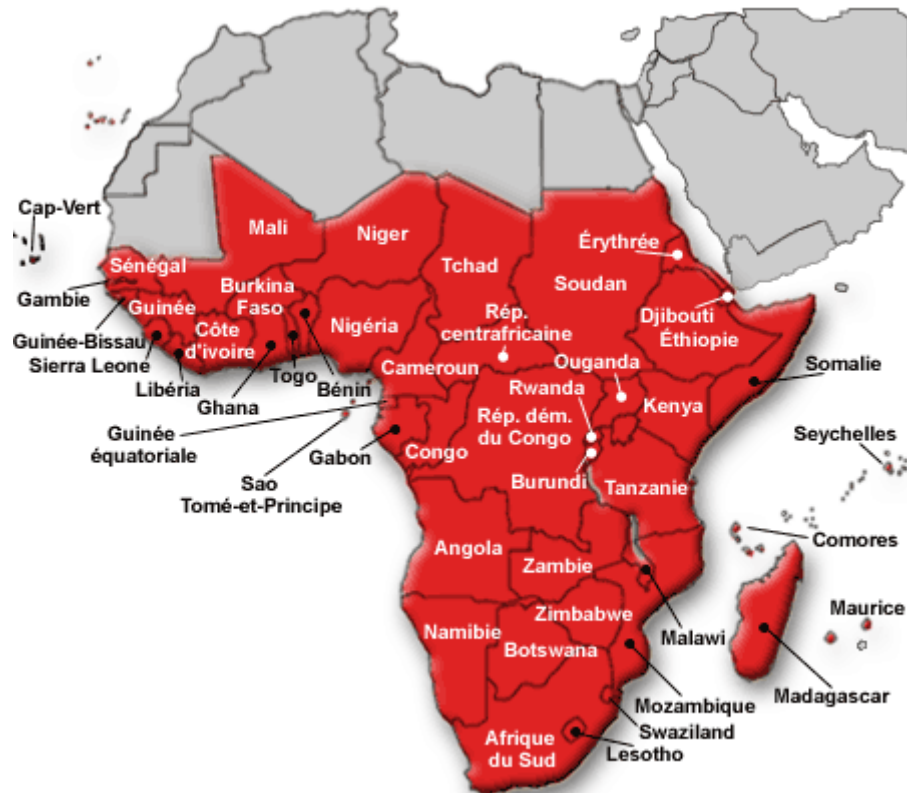 Cap-Vert
Mali
Niger
Érythrée
Sénégal
Tchad
Gambie
Burkina
Faso
Soudan
Guinée
Djibouti
Guinée-Bissau
Côte
d'ivoire
Nigéria
Rép.
centrafricaine
Éthiopie
Sierra Leone
Libéria
Togo
Bénin
Cameroun
Ouganda
Somalie
Ghana
Rwanda
Kenya
Guinée
équatoriale
Gabon
Congo
Rép. dém.
du Congo
Seychelles
Sao
Tomé-et-Principe
Burundi
Tanzanie
Angola
Zambie
Comores
Zimbabwe
Maurice
Namibie
Botswana
Malawi
Mozambique
Madagascar
Swaziland
Afrique
du Sud
Lesotho